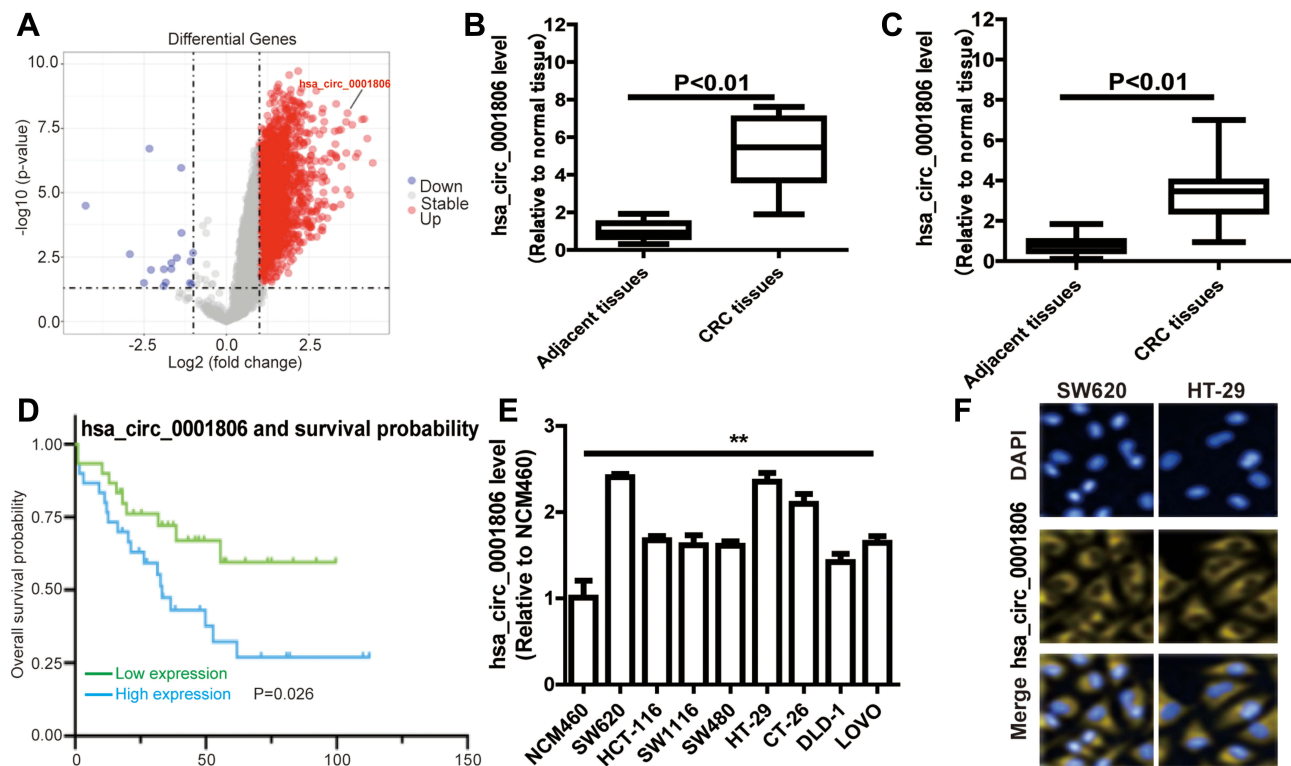 A
Differential Genes
hsa_circ_0001806
10.0
7.5
5.0
2.5
0.0
-log10 (p-value)
-2.5
0.0
2.5
Log2 (fold change)
Down
Stable
Up
B
hsa_circ_0001806 level
(Relative to normal tissue)
12
10
8
6
4
2
0
P<0.01
Adjacent tissues
CRC tissues
C
hsa_circ_0001806 level
(Relative to normal tissue)
12
10
8
6
4
2
0
P<0.01
Adjacent tissues
CRC tissues
D
hsa_circ_0001806 and survival probability
Overall survival probability
1.00
0.75
0.50
0.25
0.00
Low expression
High expression
P=0.026
0
50
100
150
E
hsa_circ_0001806 level
(Relative to NCM460)
3
2
1
0
**
NCM460
SW620
HCT-116
SW1116
SW480
HT-29
CT-26
DLD-1
LOVO
F
SW620
HT-29
DAPI
hsa_circ_0001806
Merge